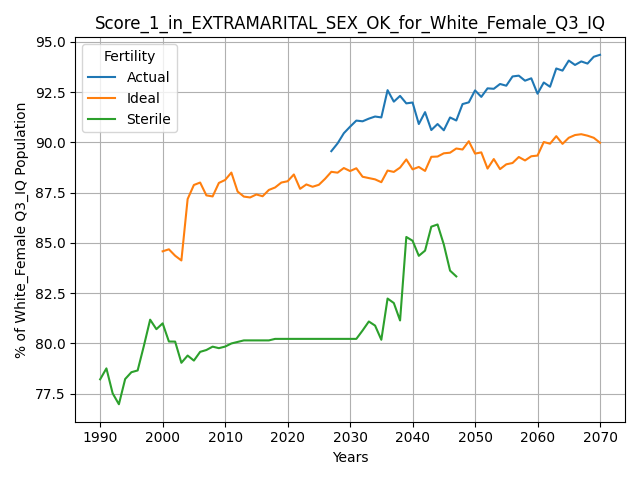 Score_1_in_EXTRAMARITAL_SEX_OK_for_White_Female_Q3_IQ
% of White_Female Q3_IQ Population
95.0
92.5
90.0
87.5
85.0
82.5
80.0
77.5
Fertility
Actual
Ideal
Sterile
1990 2000 2010 2020 2030 2040 2050 2060 2070
Years